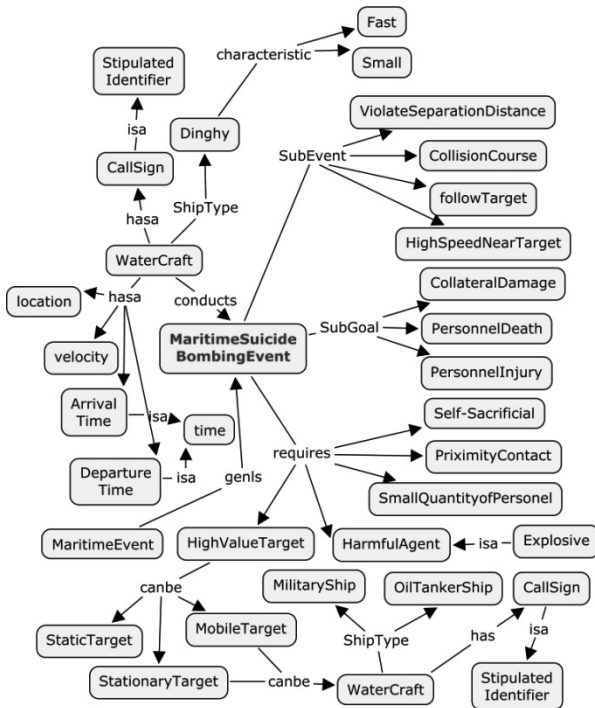 Fast
characteristic
Small
Stipulated
Identifier
isa
Dinghy
CallSign
ShipType
hasa
WaterCraft
hasa
conducts
location
velocity
Arrival
Time
isa
time
Departure
Time
isa
ViolateSeparationDistance
SubEvent
CollisionCourse
followTarget
HighSpeedNearTarget
MaritimeSuicide
BombingEvent
SubGoal
CollateralDamage
PersonnelDeath
PersonnelInjury
genls
requires
Self-Sacrificial
PriximityContact
SmallQuantityofPersonel
MaritimeEvent
HighValueTarget
HarmfulAgent
isa
Explosive
canbe
StaticTarget
MobileTarget
StationaryTarget
canbe
MilitaryShip
OilTankerShip
CallSign
ShipType
has
isa
WaterCraft
Stipulated
Identifier